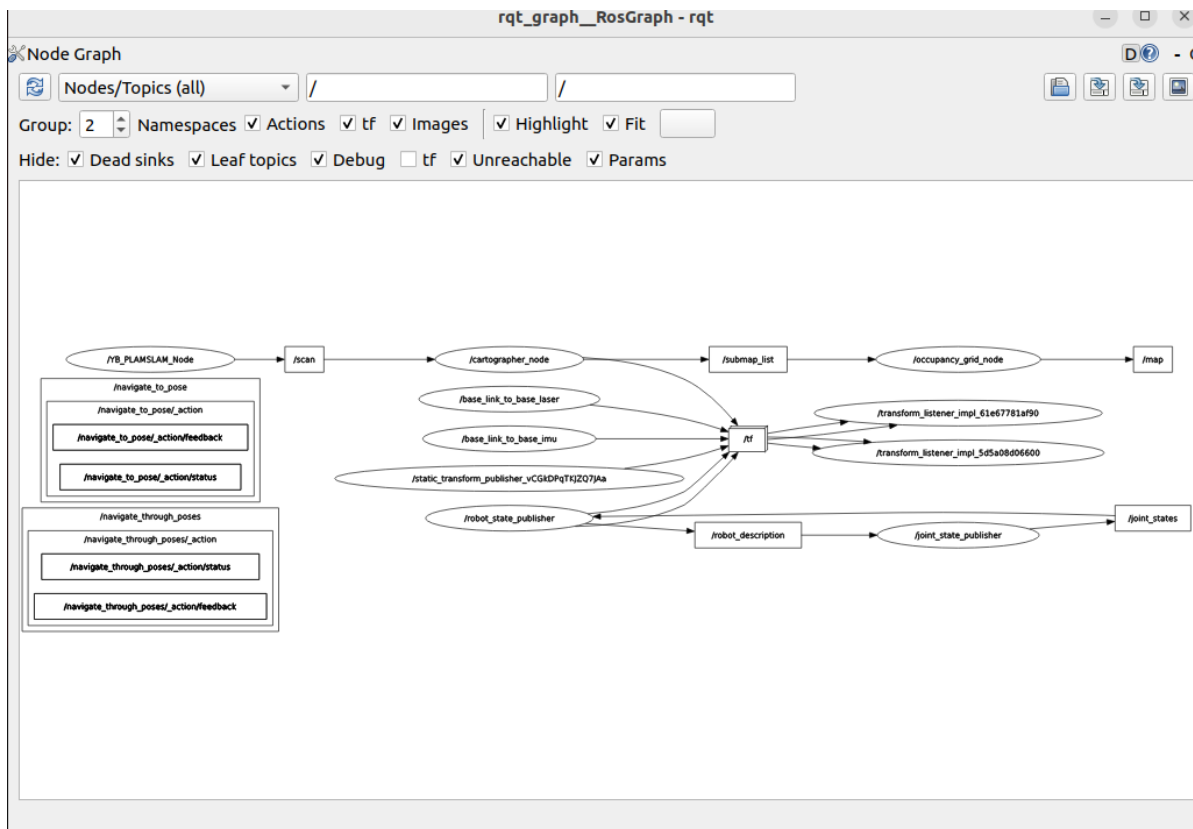 rqt_graph__RosGraph - rqt
Node Graph
D ? -
Nodes/Topics (all) / /
Group: 2 Namespaces Actions tf Images Highlight Fit
Hide: Dead sinks Leaf topics Debug tf Unreachable Params
/YB_PLAMSLAM_Node
/scan
/cartographer_node
/submap_list
/occupancy_grid_node
/map
/navigate_to_pose
/navigate_to_pose/_action
/navigate_to_pose/_action/feedback
/navigate_to_pose/_action/status
/base_link_to_base_laser
/base_link_to_base_imu
/static_transform_publisher_vCGkDPqTKJZQ7JAa
/tf
/transform_listener_impl_61e67781af90
/transform_listener_impl_5d5a08d06600
/navigate_through_poses
/navigate_through_poses/_action
/navigate_through_poses/_action/status
/navigate_through_poses/_action/feedback
/robot_state_publisher
/robot_description
/joint_state_publisher
/joint_states